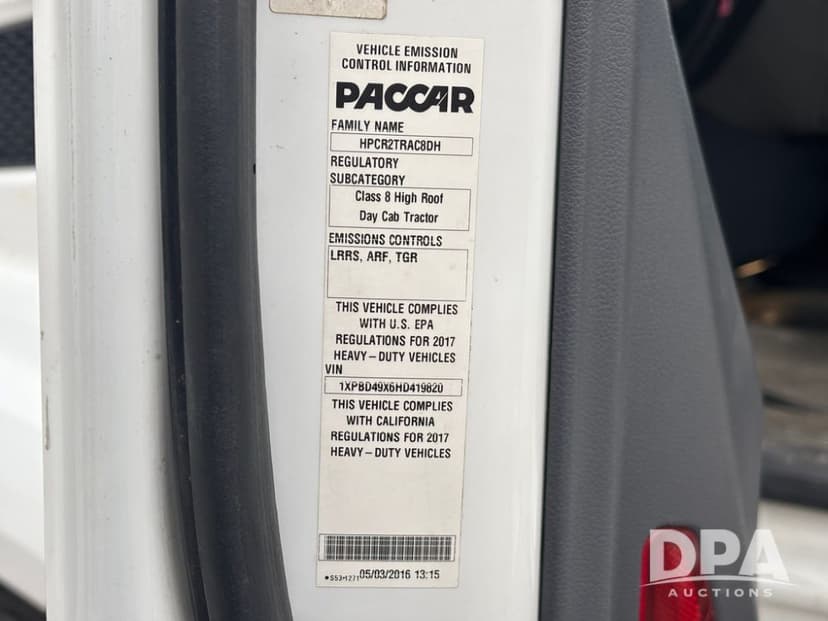 VEHICLE EMISSION
CONTROL INFORMATION
PACCAR
FAMILY NAME
HPCR2TRAC8DH
REGULATORY
SUBCATEGORY
Class 8 High Roof
Day Cab Tractor
EMISSIONS CONTROLS
LRRS, ARF, TGR
THIS VEHICLE COMPLIES
WITH U.S. EPA
REGULATIONS FOR 2017
HEAVY-DUTY VEHICLES
VIN
1XPBD49X6HD419820
THIS VEHICLE COMPLIES
WITH CALIFORNIA
REGULATIONS FOR 2017
HEAVY-DUTY VEHICLES
S53-1271 05/03/2016 13:15
DPA
AUCTIONS